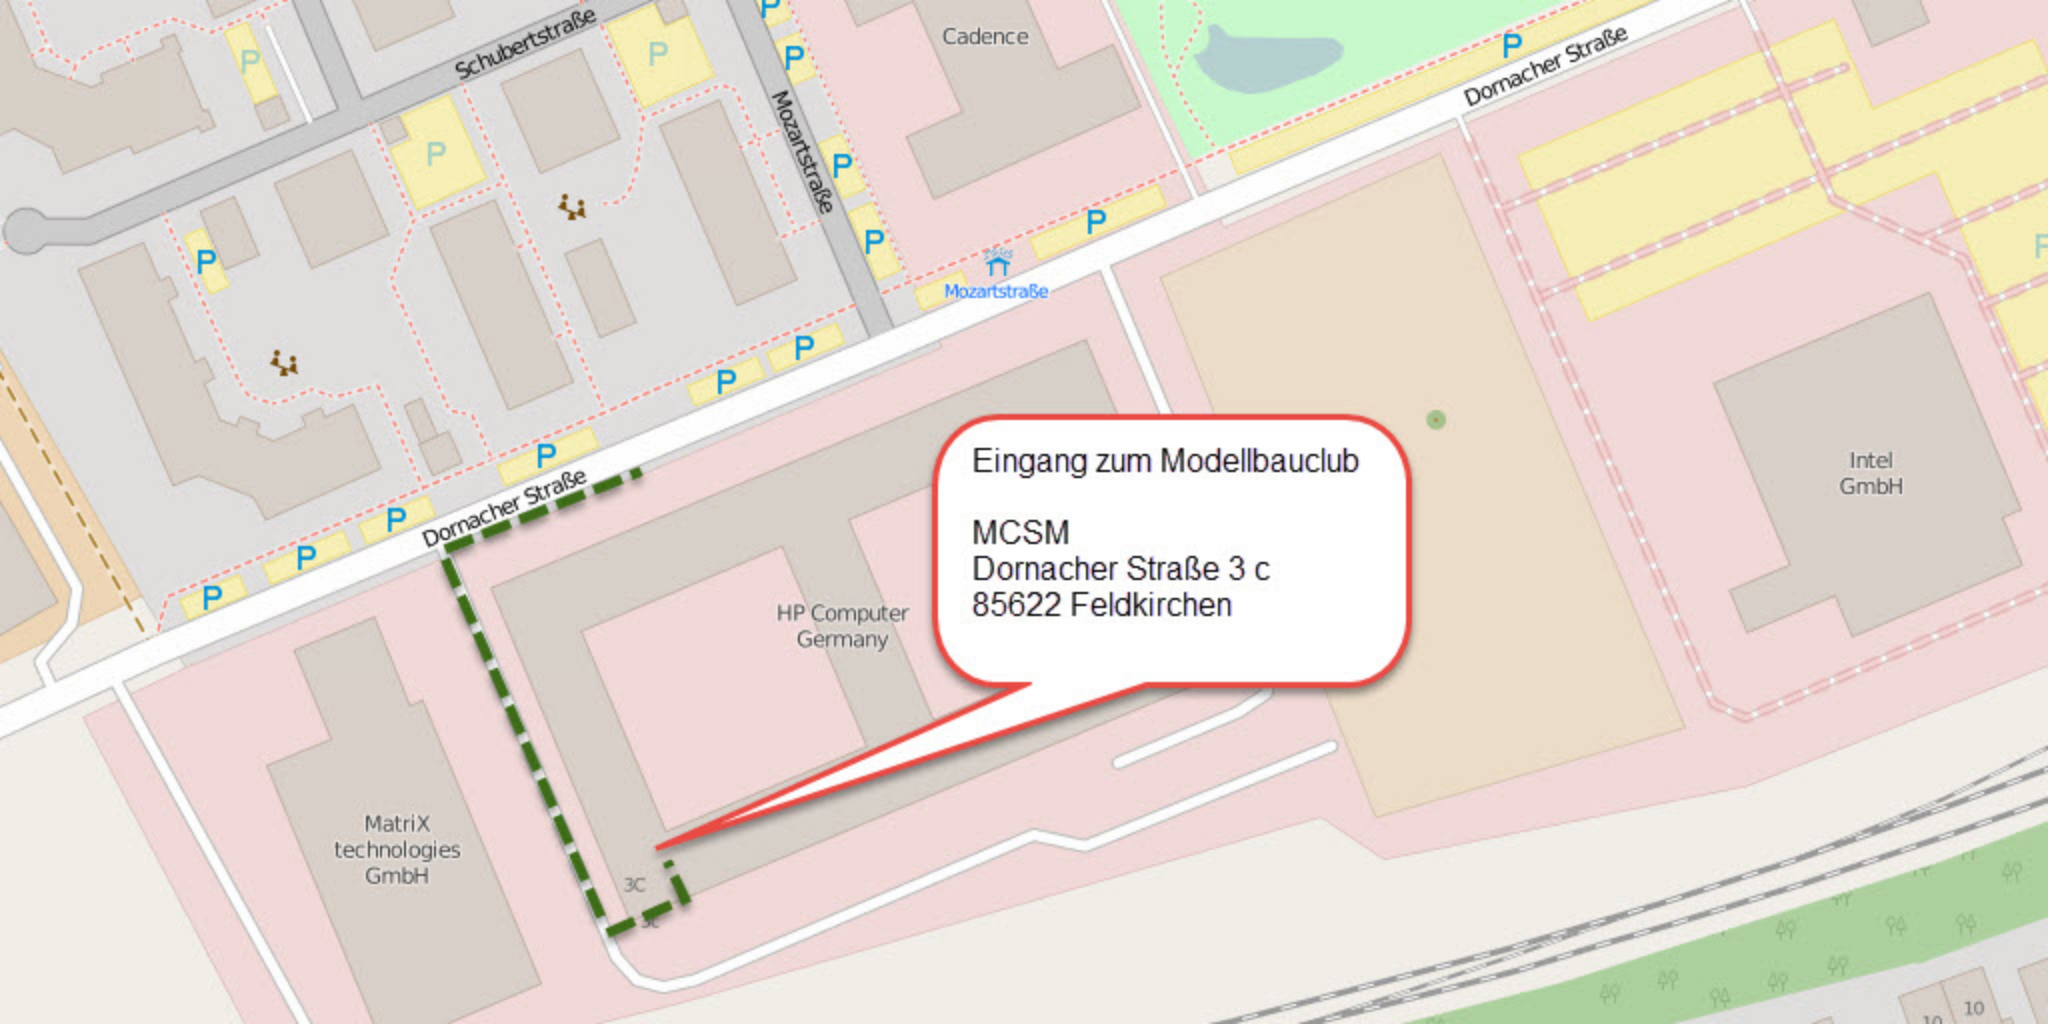 Schubertstraße
Cadence
P
P
P
P
P
P
P
P
P
P
Dornacher Straße
Mozartstraße
P
P
Mozartstraße
P
P
P
P
P
P
P
Dornacher Straße
Eingang zum Modellbauclub
MCSM
Dornacher Straße 3 c
85622 Feldkirchen
HP Computer
Germany
Intel
GmbH
MatriX
technologies
GmbH
3C
10
10